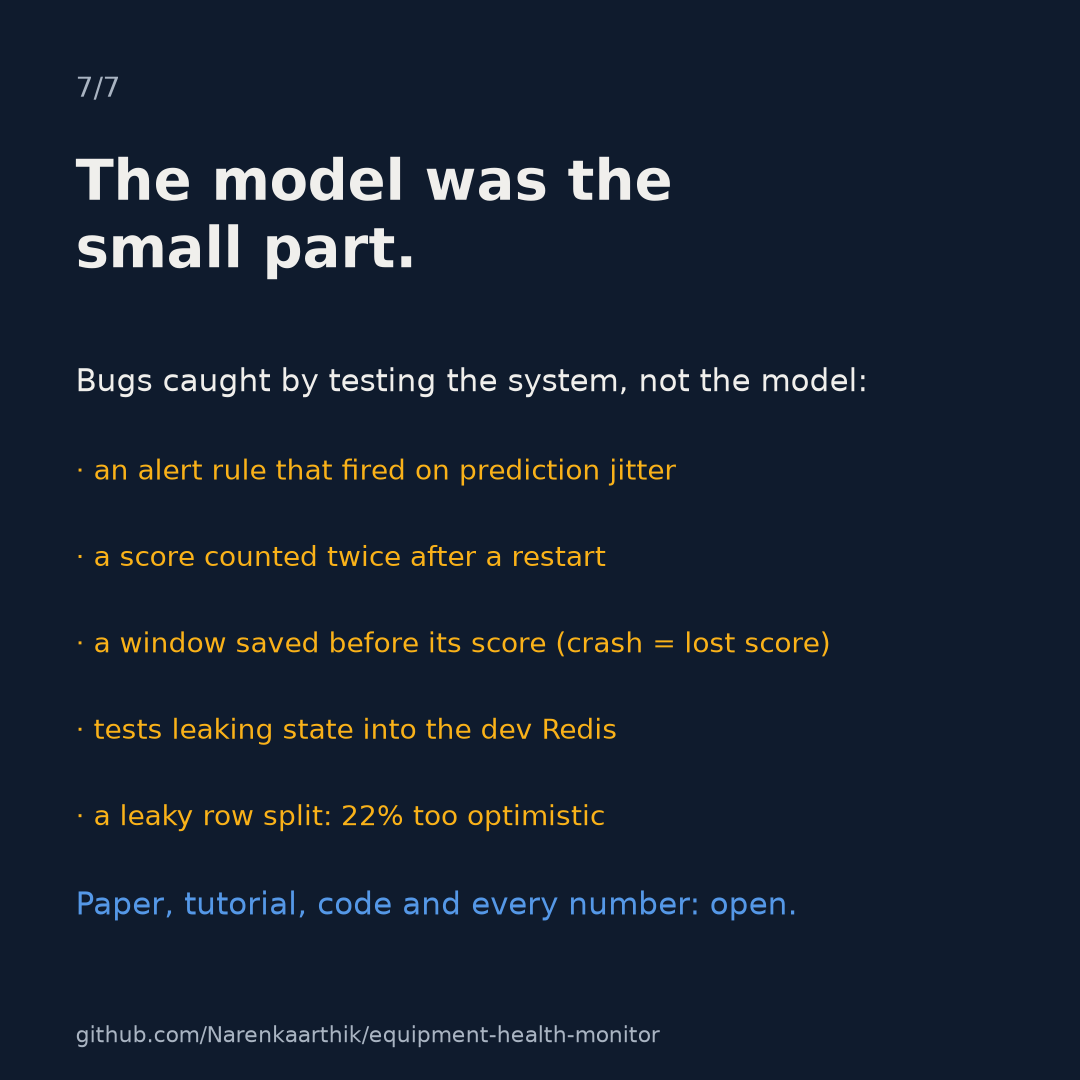 7/7
The model was the
small part.
Bugs caught by testing the system, not the model:
· an alert rule that fired on prediction jitter
· a score counted twice after a restart
· a window saved before its score (crash = lost score)
· tests leaking state into the dev Redis
· a leaky row split: 22% too optimistic
Paper, tutorial, code and every number: open.
github.com/Narenkaarthik/equipment-health-monitor